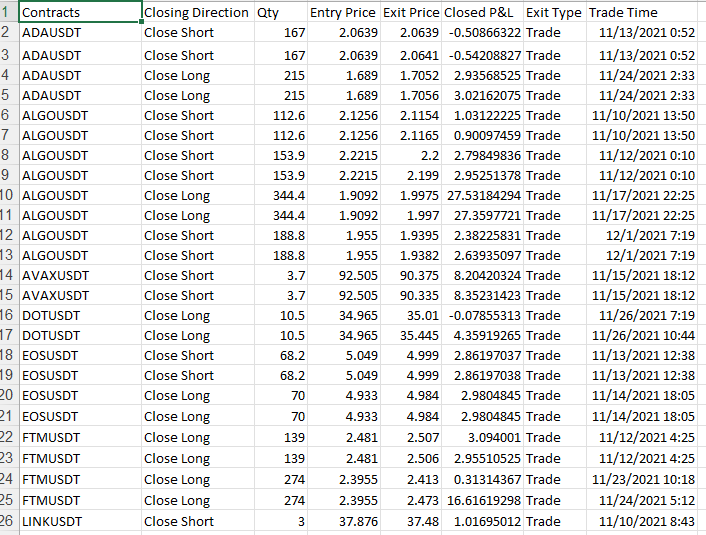 1 Contracts Closing Direction Qty Entry Price Exit Price Closed P&L Exit Type Trade Time
2 ADAUSDT Close Short 167 2.0639 2.0639 -0.50866322 Trade 11/13/2021 0:52
3 ADAUSDT Close Short 167 2.0639 2.0641 -0.54208827 Trade 11/13/2021 0:52
4 ADAUSDT Close Long 215 1.689 1.7052 2.93568525 Trade 11/24/2021 2:33
5 ADAUSDT Close Long 215 1.689 1.7056 3.02162075 Trade 11/24/2021 2:33
6 ALGOUSDT Close Short 112.6 2.1256 2.1154 1.03122225 Trade 11/10/2021 13:50
7 ALGOUSDT Close Short 112.6 2.1256 2.1165 0.90097459 Trade 11/10/2021 13:50
8 ALGOUSDT Close Short 153.9 2.2215 2.2 2.79849836 Trade 11/12/2021 0:10
9 ALGOUSDT Close Short 153.9 2.2215 2.199 2.95251378 Trade 11/12/2021 0:10
10 ALGOUSDT Close Long 344.4 1.9092 1.9975 27.53184294 Trade 11/17/2021 22:25
11 ALGOUSDT Close Long 344.4 1.9092 1.997 27.3597721 Trade 11/17/2021 22:25
12 ALGOUSDT Close Short 188.8 1.955 1.9395 2.38225831 Trade 12/1/2021 7:19
13 ALGOUSDT Close Short 188.8 1.955 1.9382 2.63935097 Trade 12/1/2021 7:19
14 AVAXUSDT Close Short 3.7 92.505 90.375 8.20420324 Trade 11/15/2021 18:12
15 AVAXUSDT Close Short 3.7 92.505 90.335 8.35231423 Trade 11/15/2021 18:12
16 DOTUSDT Close Long 10.5 34.965 35.01 -0.07855313 Trade 11/26/2021 7:19
17 DOTUSDT Close Long 10.5 34.965 35.445 4.35919265 Trade 11/26/2021 10:44
18 EOSUSDT Close Short 68.2 5.049 4.999 2.86197037 Trade 11/13/2021 12:38
19 EOSUSDT Close Short 68.2 5.049 4.999 2.86197038 Trade 11/13/2021 12:38
20 EOSUSDT Close Long 70 4.933 4.984 2.9804845 Trade 11/14/2021 18:05
21 EOSUSDT Close Long 70 4.933 4.984 2.9804845 Trade 11/14/2021 18:05
22 FTMUSDT Close Long 139 2.481 2.507 3.094001 Trade 11/12/2021 4:25
23 FTMUSDT Close Long 139 2.481 2.506 2.95510525 Trade 11/12/2021 4:25
24 FTMUSDT Close Long 274 2.3955 2.413 0.31314367 Trade 11/23/2021 10:18
25 FTMUSDT Close Long 274 2.3955 2.473 16.61619298 Trade 11/24/2021 5:12
26 LINKUSDT Close Short 3 37.876 37.48 1.01695012 Trade 11/10/2021 8:43